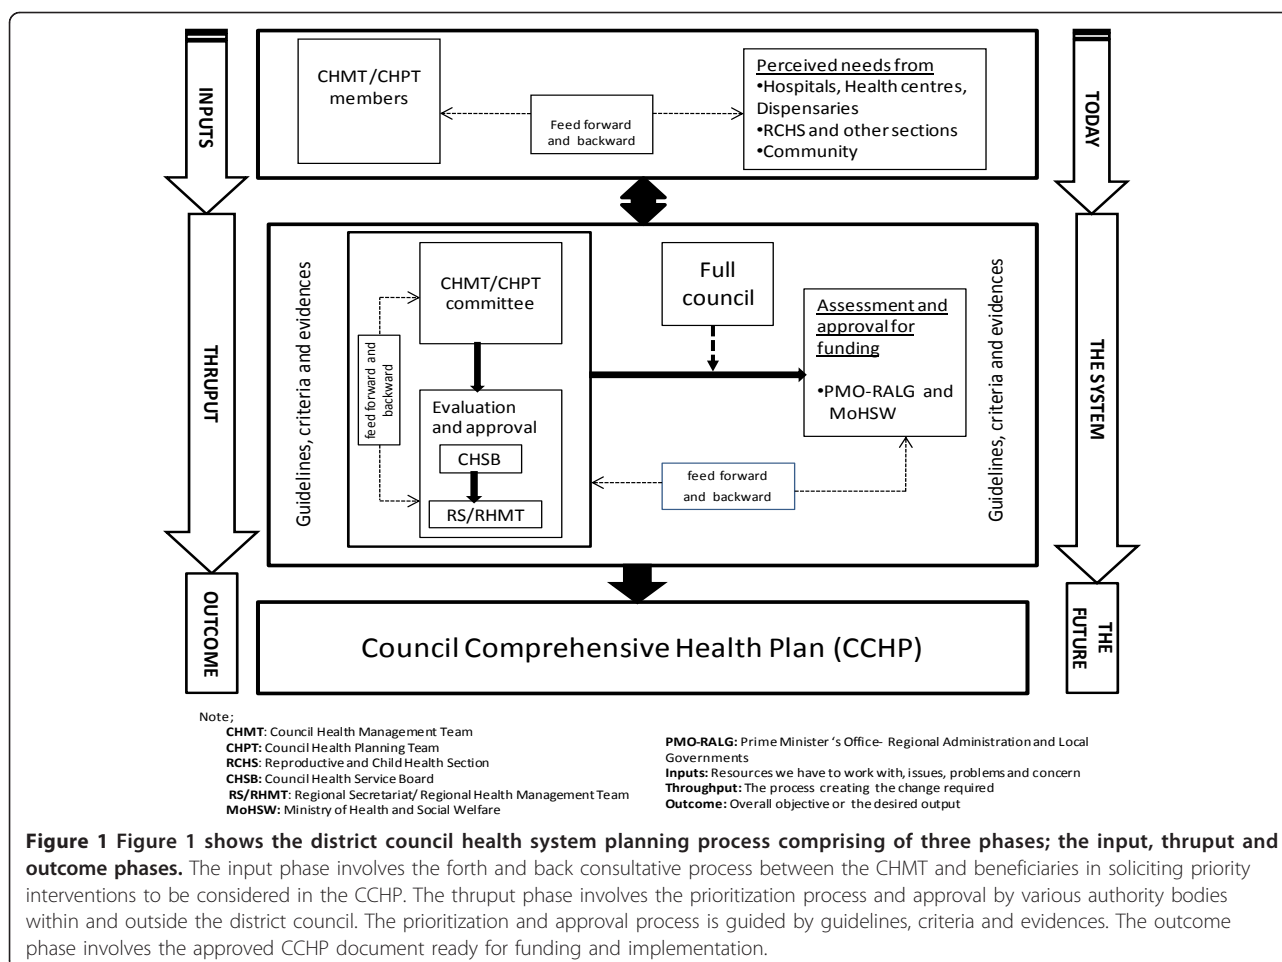 INPUTS
THRUPUT
OUTCOME
CHMT/CHPT
members
Feed forward
and backward
Perceived needs from
•Hospitals, Health centres,
Dispensaries
•RCHS and other sections
•Community
TODAY
THE SYSTEM
THE
FUTURE
Guidelines, criteria and evidences
feed forward and
backward
CHMT/CHPT
committee
Evaluation
and approval
CHSB
RS/RHMT
Full
council
Assessment and
approval for
funding
•PMO-RALG and
MoHSW
feed forward
and backward
Guidelines, criteria and evidences
Council Comprehensive Health Plan (CCHP)
Note;
CHMT: Council Health Management Team
CHPT: Council Health Planning Team
RCHS: Reproductive and Child Health Section
CHSB: Council Health Service Board
RS/RHMT: Regional Secretariat/ Regional Health Management Team
MoHSW: Ministry of Health and Social Welfare
PMO-RALG: Prime Minister 's Office- Regional Administration and Local
Governments
Inputs: Resources we have to work with, issues, problems and concern
Throughput: The process creating the change required
Outcome: Overall objective or the desired output
Figure 1 Figure 1 shows the district council health system planning process comprising of three phases; the input, thruput and
outcome phases. The input phase involves the forth and back consultative process between the CHMT and beneficiaries in soliciting priority
interventions to be considered in the CCHP. The thruput phase involves the prioritization process and approval by various authority bodies
within and outside the district council. The prioritization and approval process is guided by guidelines, criteria and evidences. The outcome
phase involves the approved CCHP document ready for funding and implementation.